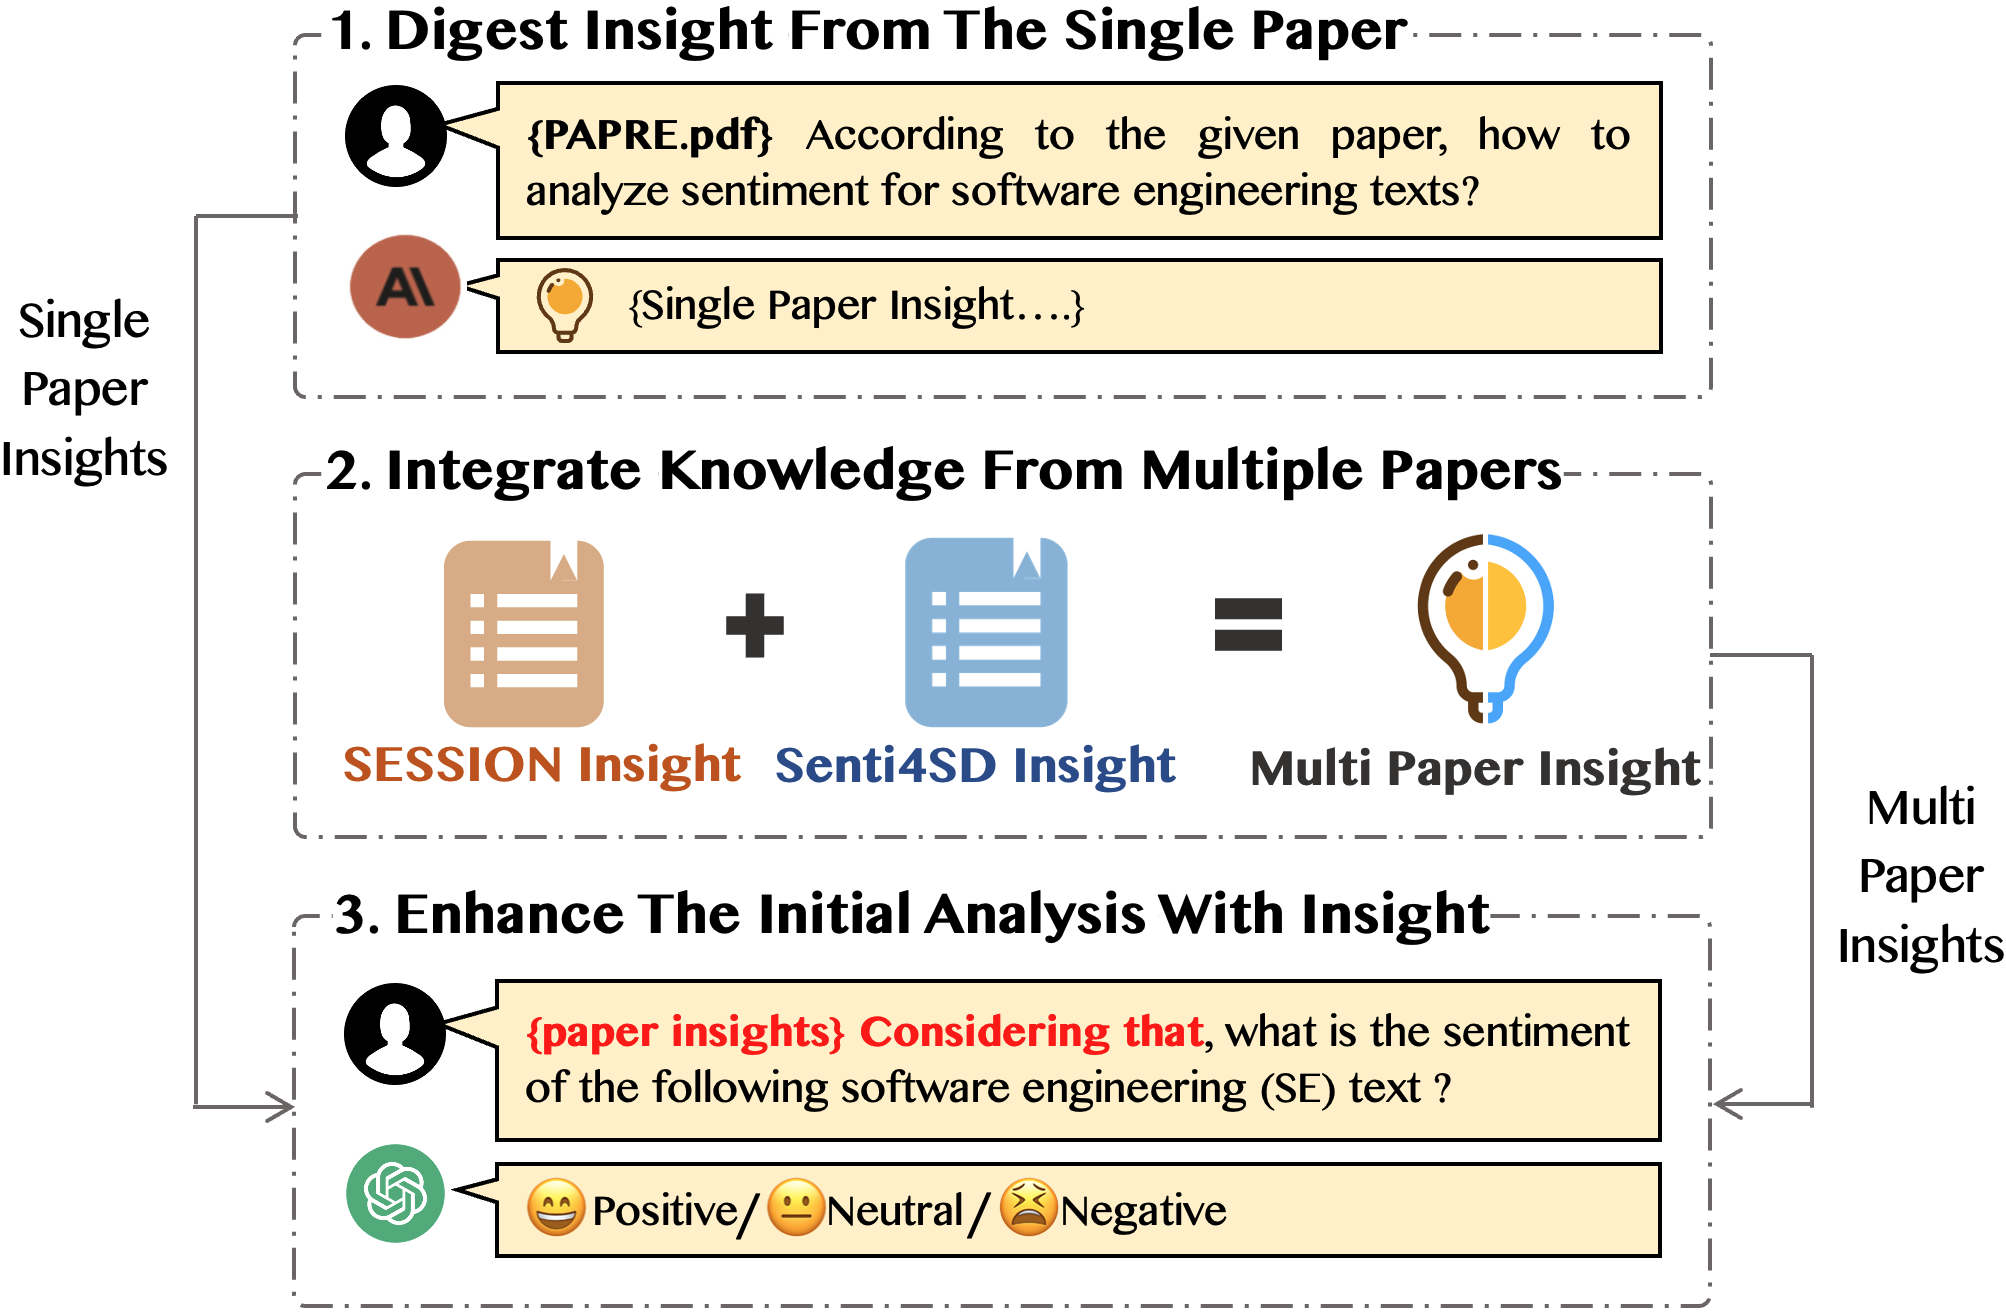 1. Digest Insight From The Single Paper
{PAPRE.pdf} According to the given paper, how to
analyze sentiment for software engineering texts?
AI
{Single Paper Insight....}
Single
Paper
Insights
2. Integrate Knowledge From Multiple Papers
SESSION Insight
Senti4SD Insight
Multi Paper Insight
Multi
Paper
Insights
3. Enhance The Initial Analysis With Insight
{paper insights} Considering that, what is the sentiment
of the following software engineering (SE) text ?
Positive/ Neutral/ Negative